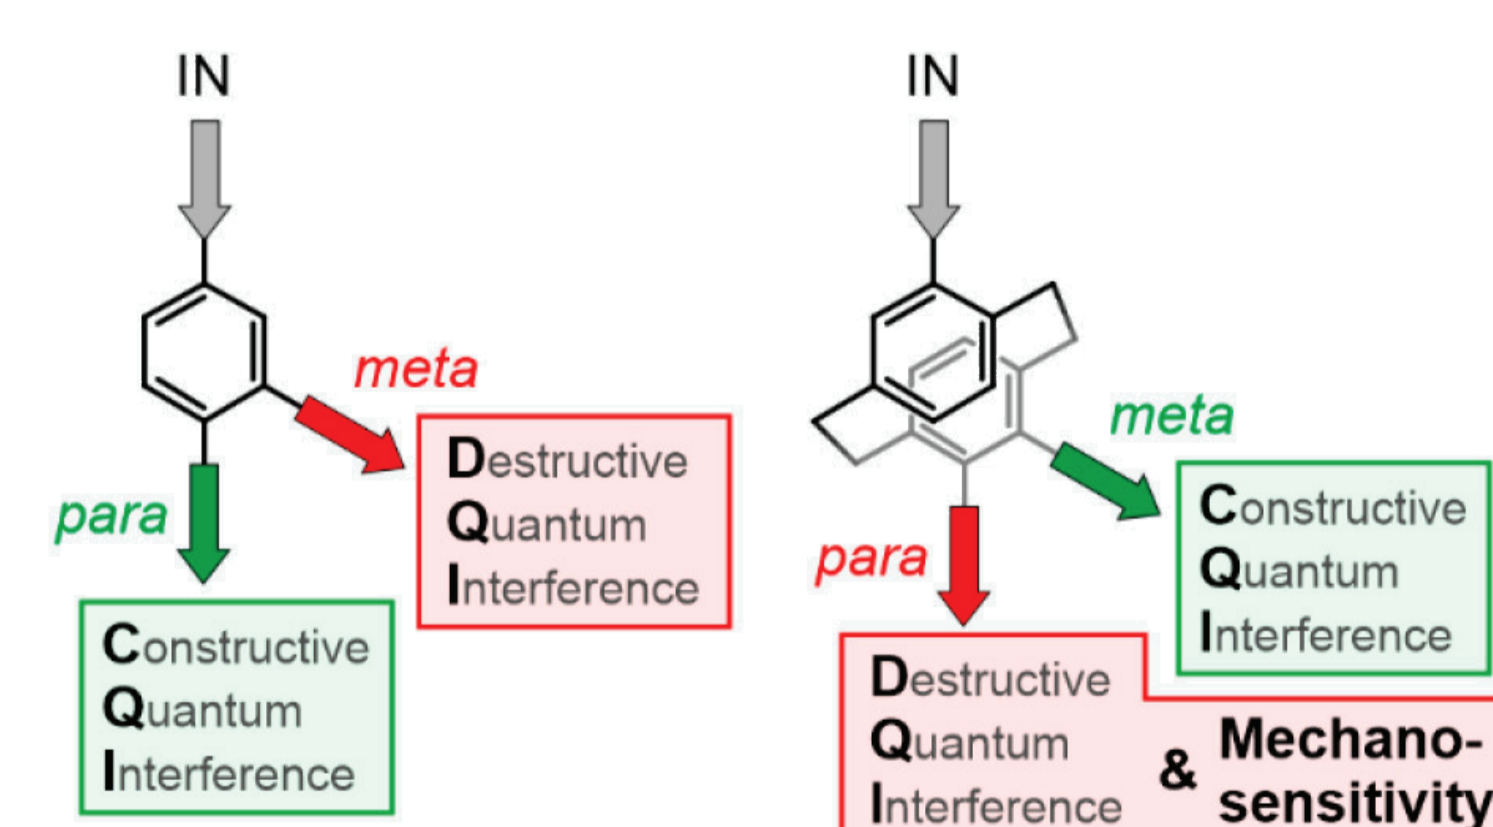 IN
meta
Destructive
Quantum
Interference
para
Constructive
Quantum
Interference
IN
meta
Constructive
Quantum
Interference
para
Destructive
Quantum
Interference
& Mechano-
sensitivity